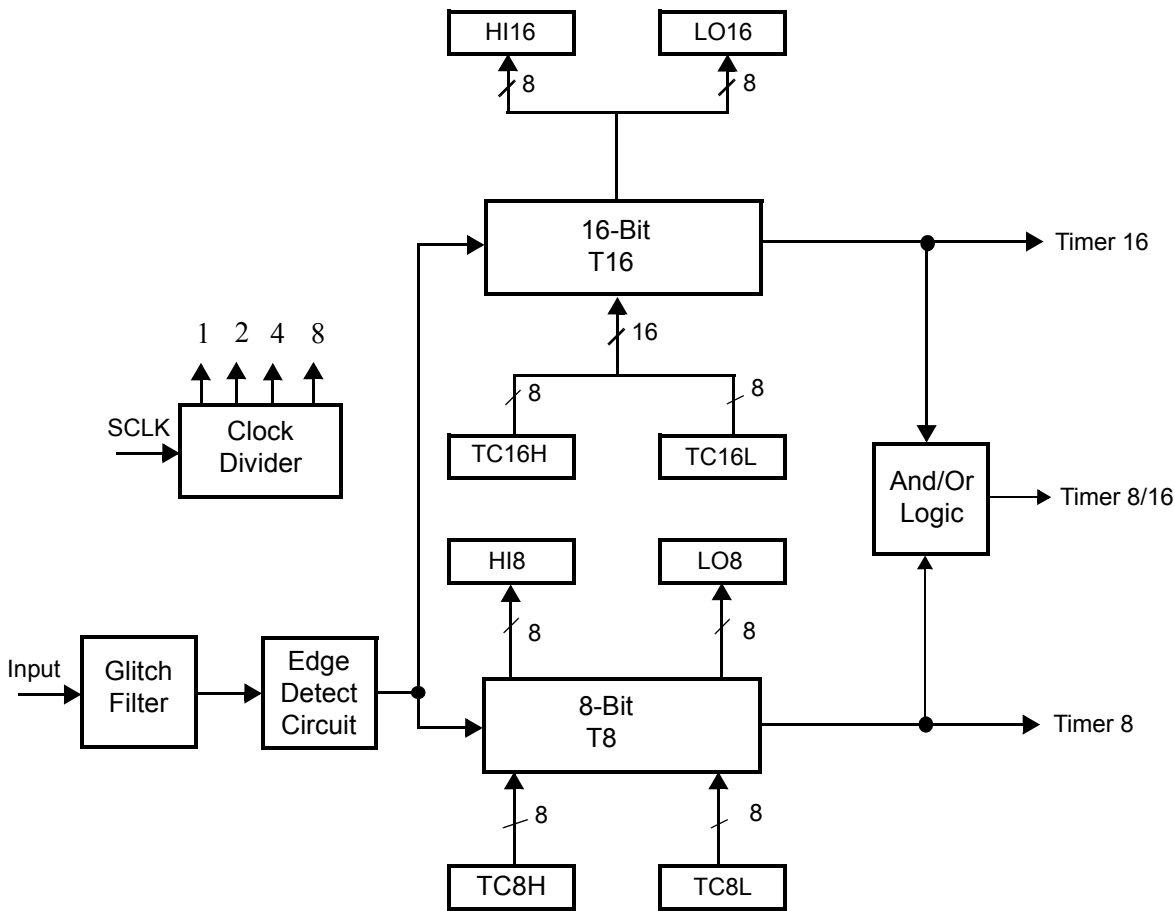 HI16
LO16
8
8
16-Bit
T16
Timer 16
16
1 2 4 8
8
8
SCLK
Clock
Divider
TC16H
TC16L
And/Or
Logic
Timer 8/16
HI8
LO8
8
8
Input
Glitch
Filter
Edge
Detect
Circuit
8-Bit
T8
Timer 8
8
8
TC8H
TC8L